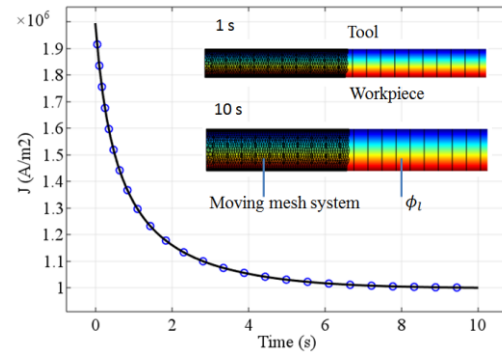 ×10⁶
1 s
Tool
Workpiece
10 s
Moving mesh system
ϕₗ
J (A/m2)
1.9
1.8
1.7
1.6
1.5
1.4
1.3
1.2
1.1
1
0
2
4
6
8
10
Time (s)